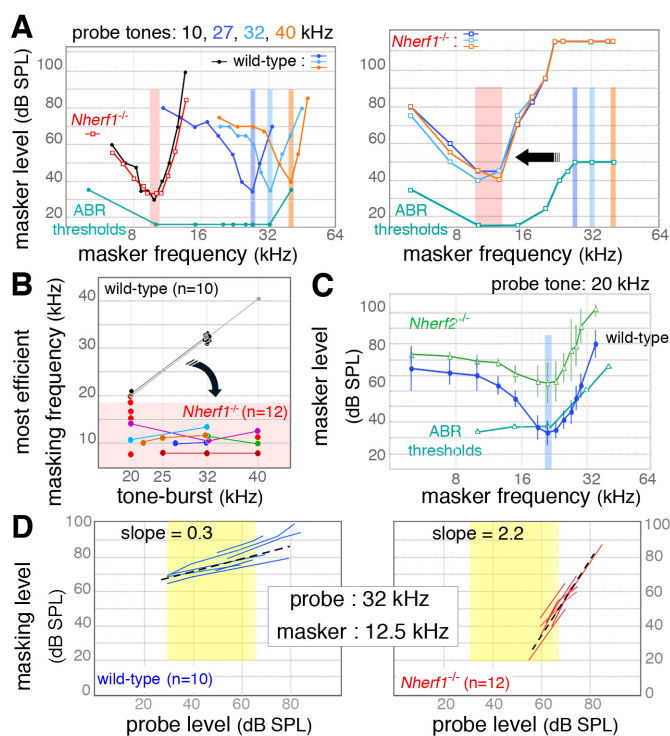 A
probe tones: 10, 27, 32, 40 kHz
wild-type :
Nherf1-/-
Nherf1-/- :
masker level (dB SPL)
100
80
60
40
20
ABR
thresholds
8 16 32 64
masker frequency (kHz)
100
80
60
40
20
ABR
thresholds
8 16 32 64
masker frequency (kHz)
B
wild-type (n=10)
most efficient
masking frequency (kHz)
40
30
20
10
Nherf1-/- (n=12)
20 25 32 40
tone-burst (kHz)
C
probe tone: 20 kHz
Nherf2-/-
wild-type
masker level
(dB SPL)
100
80
60
40
20
ABR
thresholds
8 16 32 64
masker frequency (kHz)
D
slope = 0.3
masking level
(dB SPL)
100
80
60
40
20
0
wild-type (n=10)
20 40 60 80
probe level (dB SPL)
probe : 32 kHz
masker : 12.5 kHz
slope = 2.2
100
80
60
40
20
0
Nherf1-/- (n=12)
20 40 60 80
probe level (dB SPL)